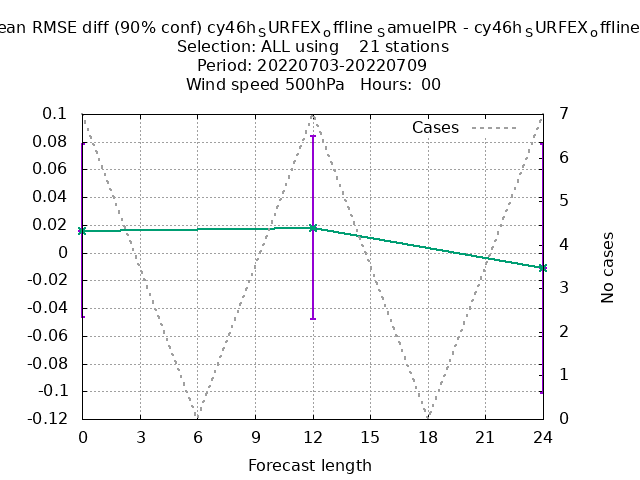 ean RMSE diff (90% conf) cy46h_SURFEX_offline_SamuelPR - cy46h_SURFEX_offline
Selection: ALL using 21 stations
Period: 20220703-20220709
Wind speed 500hPa Hours: 00
Cases
0.1
0.08
0.06
0.04
0.02
0
-0.02
-0.04
-0.06
-0.08
-0.1
-0.12
7
6
5
4
3
2
1
0
No cases
0 3 6 9 12 15 18 21 24
Forecast length